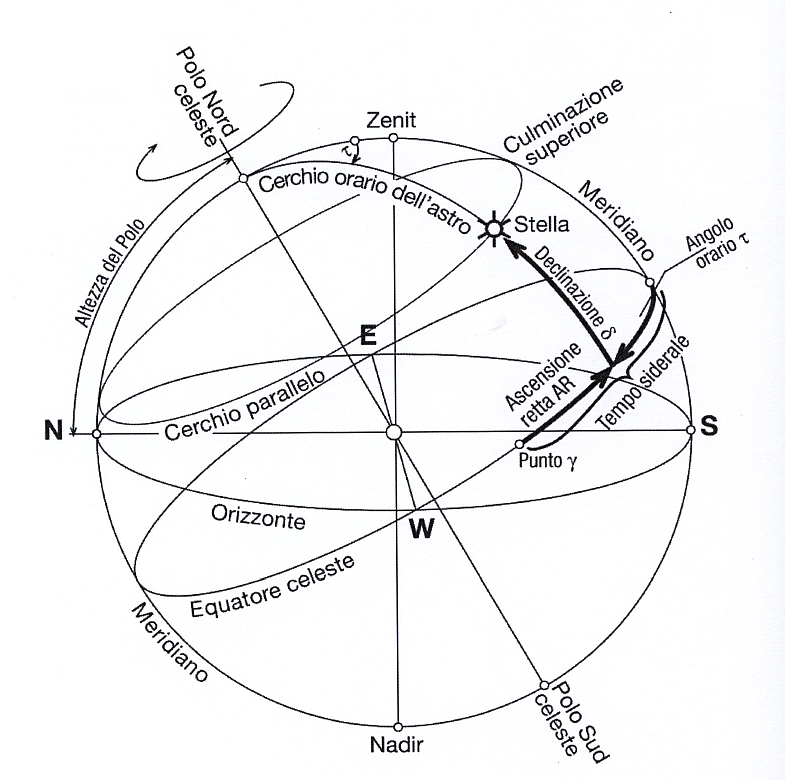 Polo Nord
celeste
Zenit
Culminazione
superiore
τ
Cerchio orario dell'astro
Stella
Meridiano
Angolo
orario τ
Altezza del Polo
Declinazione δ
E
Ascensione
retta AR
Tempo siderale
Cerchio parallelo
N
S
Punto γ
Orizzonte
W
Equatore celeste
Meridiano
Polo Sud
celeste
Nadir